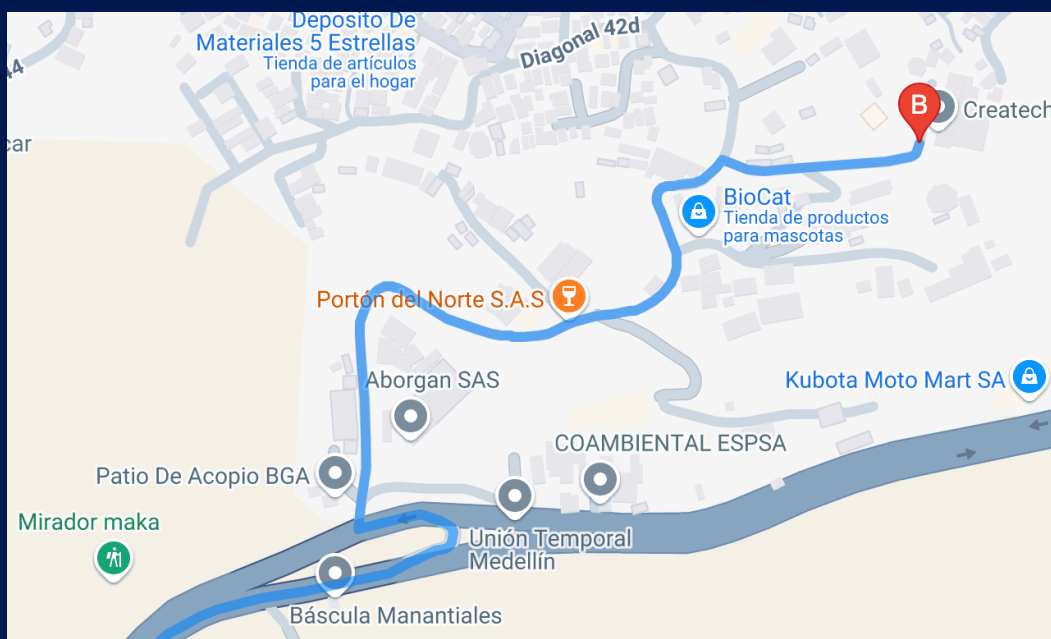 Deposito De
Materiales 5 Estrellas
Tienda de artículos
para el hogar
Diagonal 42d
44
car
B
Createch
BioCat
Tienda de productos
para mascotas
Portón del Norte S.A.S
Aborgan SAS
Kubota Moto Mart SA
COAMBIENTAL ESPSA
Patio De Acopio BGA
Mirador maka
Unión Temporal
Medellín
Báscula Manantiales